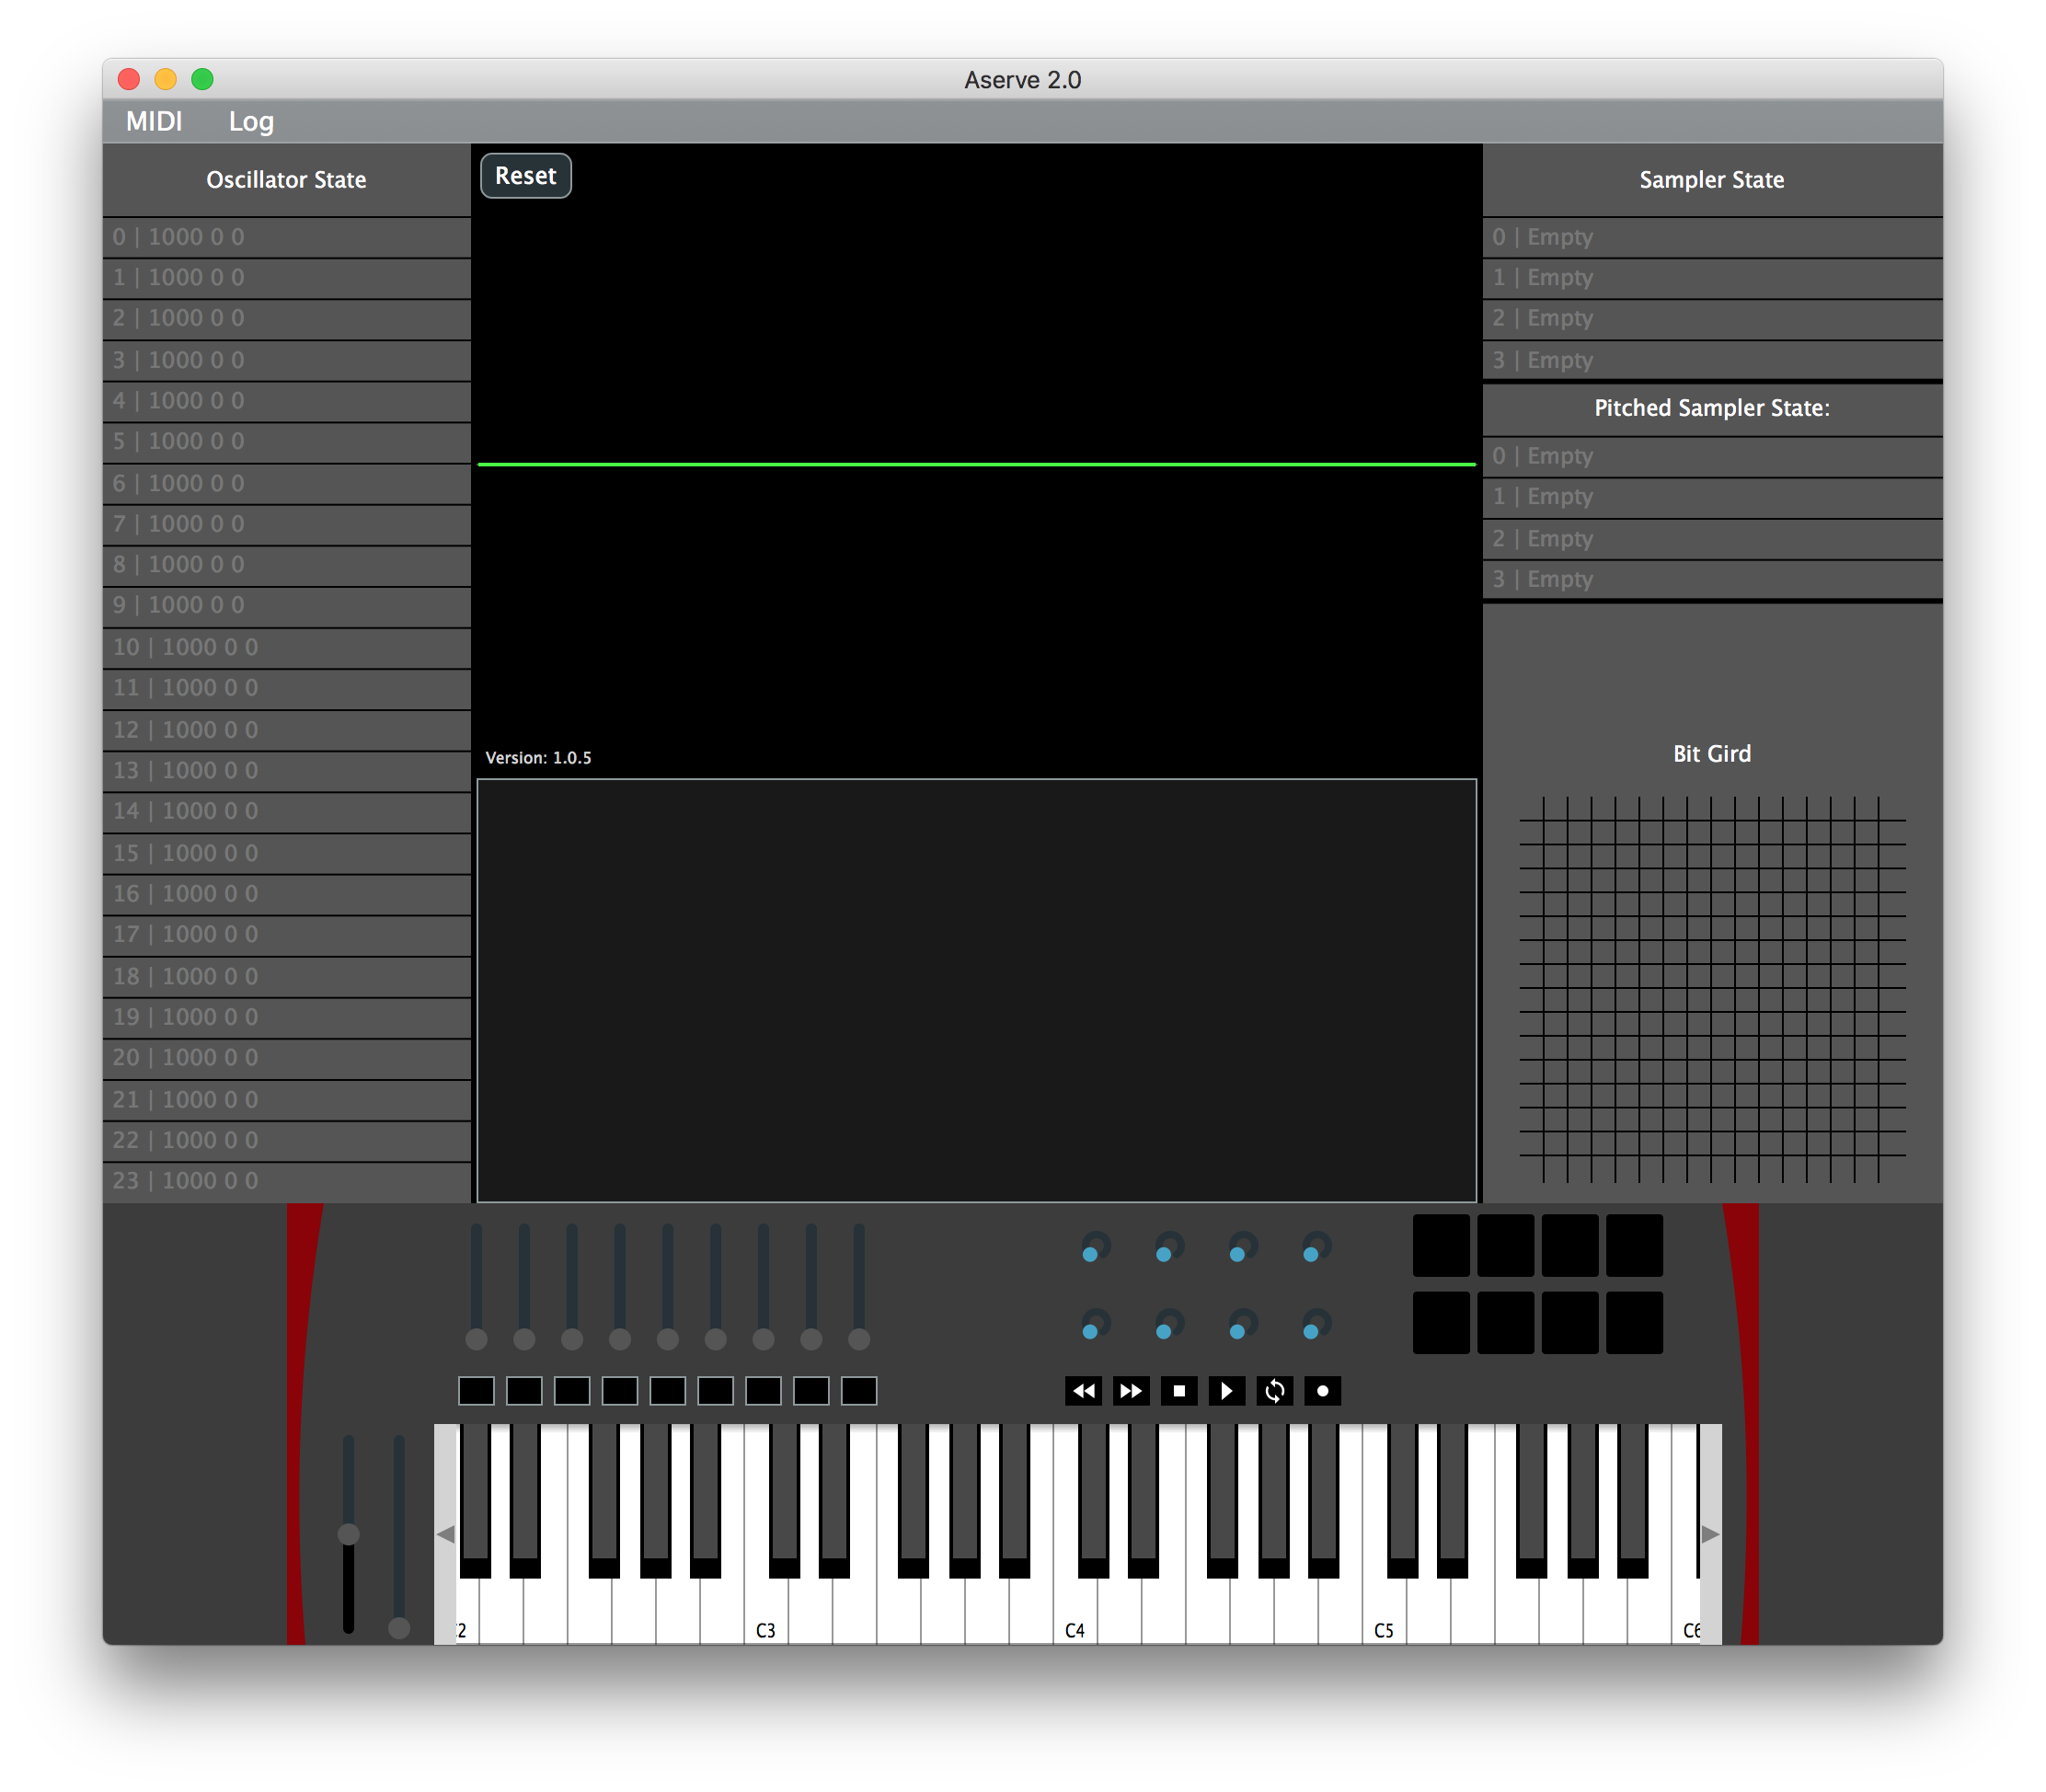 Aserve 2.0
MIDI Log
Oscillator State
0 | 1000 0 0
1 | 1000 0 0
2 | 1000 0 0
3 | 1000 0 0
4 | 1000 0 0
5 | 1000 0 0
6 | 1000 0 0
7 | 1000 0 0
8 | 1000 0 0
9 | 1000 0 0
10 | 1000 0 0
11 | 1000 0 0
12 | 1000 0 0
13 | 1000 0 0
14 | 1000 0 0
15 | 1000 0 0
16 | 1000 0 0
17 | 1000 0 0
18 | 1000 0 0
19 | 1000 0 0
20 | 1000 0 0
21 | 1000 0 0
22 | 1000 0 0
23 | 1000 0 0
Reset
Version: 1.0.5
Sampler State
0 | Empty
1 | Empty
2 | Empty
3 | Empty
Pitched Sampler State:
0 | Empty
1 | Empty
2 | Empty
3 | Empty
Bit Gird
C2 C3 C4 C5 C6